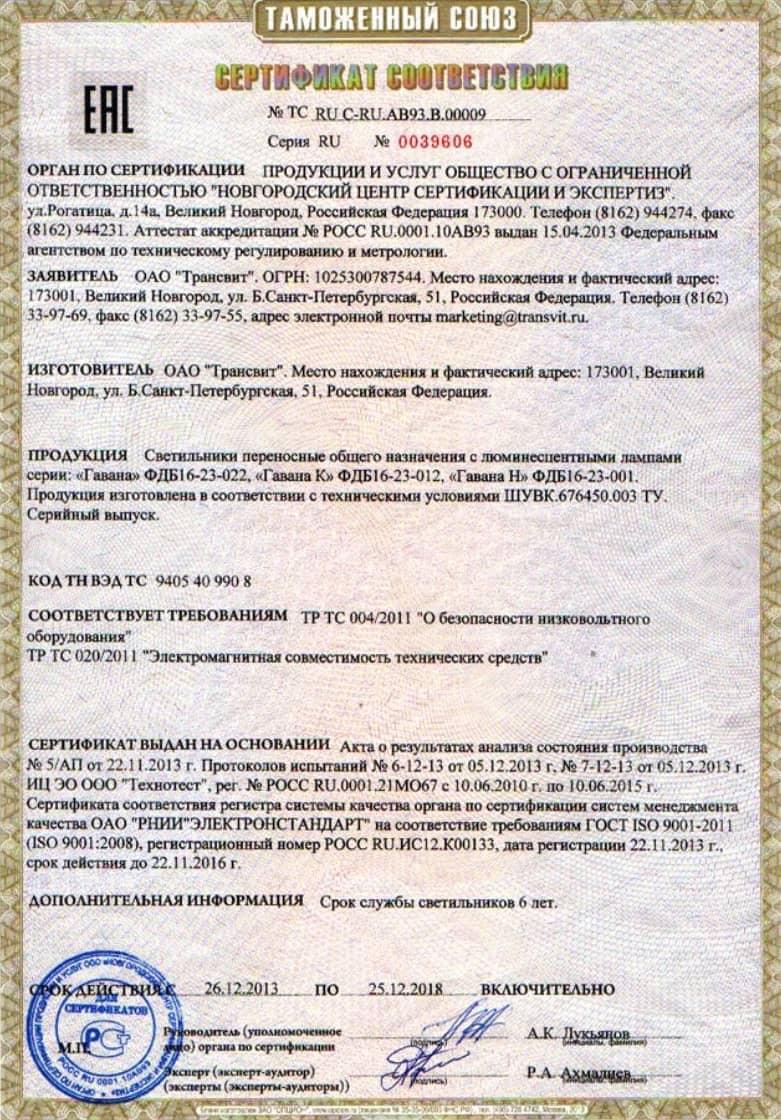 ТАМОЖЕННЫЙ СОЮЗ
СЕРТИФИКАТ СООТВЕТСТВИЯ
ЕАС
№ ТС RU C-RU.АВ93.В.00009
Серия RU № 0039606
ОРГАН ПО СЕРТИФИКАЦИИ ПРОДУКЦИИ И УСЛУГ ОБЩЕСТВО С ОГРАНИЧЕННОЙ
ОТВЕТСТВЕННОСТЬЮ "НОВГОРОДСКИЙ ЦЕНТР СЕРТИФИКАЦИИ И ЭКСПЕРТИЗ".
ул.Рогатица, д.14а, Великий Новгород, Российская Федерация 173000. Телефон (8162) 944274, факс
(8162) 944231. Аттестат аккредитации № РОСС RU.0001.10АВ93 выдан 15.04.2013 Федеральным
агентством по техническому регулированию и метрологии.
ЗАЯВИТЕЛЬ ОАО "Трансвит". ОГРН: 1025300787544. Место нахождения и фактический адрес:
173001, Великий Новгород, ул. Б.Санкт-Петербургская, 51, Российская Федерация. Телефон (8162)
33-97-69, факс (8162) 33-97-55, адрес электронной почты marketing@transvit.ru.
ИЗГОТОВИТЕЛЬ ОАО "Трансвит". Место нахождения и фактический адрес: 173001, Великий
Новгород, ул. Б.Санкт-Петербургская, 51, Российская Федерация.
ПРОДУКЦИЯ Светильники переносные общего назначения с люминесцентными лампами
серии: «Гавана» ФДБ16-23-022, «Гавана К» ФДБ16-23-012, «Гавана Н» ФДБ16-23-001.
Продукция изготовлена в соответствии с техническими условиями ШУВК.676450.003 ТУ.
Серийный выпуск.
КОД ТН ВЭД ТС 9405 40 990 8
СООТВЕТСТВУЕТ ТРЕБОВАНИЯМ ТР ТС 004/2011 "О безопасности низковольтного
оборудования"
ТР ТС 020/2011 "Электромагнитная совместимость технических средств"
СЕРТИФИКАТ ВЫДАН НА ОСНОВАНИИ Акта о результатах анализа состояния производства
№ 5/АП от 22.11.2013 г. Протоколов испытаний № 6-12-13 от 05.12.2013 г, № 7-12-13 от 05.12.2013 г.
ИЦ ЭО ООО "Технотест", рег. № РОСС RU.0001.21МО67 с 10.06.2010 г. по 10.06.2015 г.
Сертификата соответствия регистра системы качества органа по сертификации систем менеджмента
качества ОАО "РНИИ"ЭЛЕКТРОНСТАНДАРТ" на соответствие требованиям ГОСТ ISO 9001-2011
(ISO 9001:2008), регистрационный номер РОСС RU.ИС12.К00133, дата регистрации 22.11.2013 г.,
срок действия до 22.11.2016 г.
ДОПОЛНИТЕЛЬНАЯ ИНФОРМАЦИЯ Срок службы светильников 6 лет.
СРОК ДЕЙСТВИЯ С 26.12.2013 ПО 25.12.2018 ВКЛЮЧИТЕЛЬНО
ДЛЯ
СЕРТИФИКАТОВ
РОСС RU 0001.10АВ93
М.П.
Руководитель (уполномоченное
лицо) органа по сертификации
(подпись)
А.К. Лукьянов
(инициалы, фамилия)
Эксперт (эксперт-аудитор)
(эксперты (эксперты-аудиторы))
(подпись)
Р.А. Ахмадиев
(инициалы, фамилия)